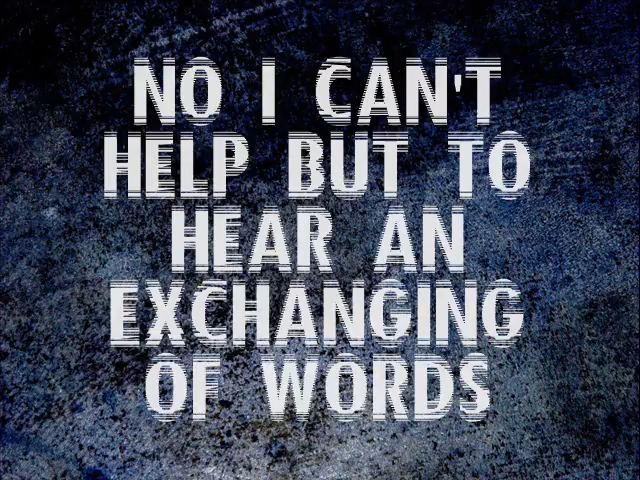 NO I CAN'T
HELP BUT TO
HEAR AN
EXCHANGING
OF WORDS